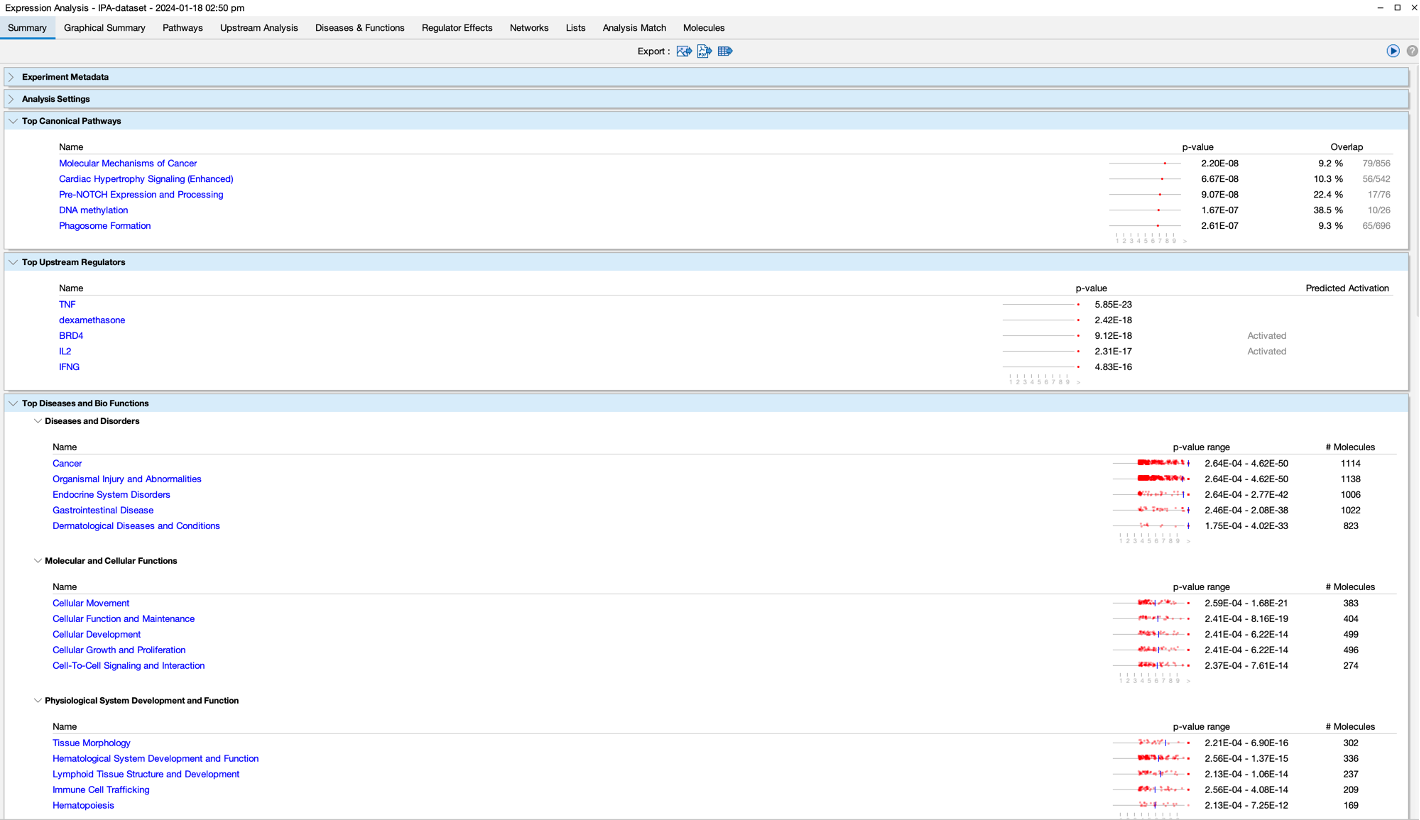 Expression Analysis - IPA-dataset - 2024-01-18 02:50 pm
Summary Graphical Summary Pathways Upstream Analysis Diseases & Functions Regulator Effects Networks Lists Analysis Match Molecules
Export :
Experiment Metadata
Analysis Settings
Top Canonical Pathways
Name p-value Overlap
Molecular Mechanisms of Cancer 2.20E-08 9.2 % 79/856
Cardiac Hypertrophy Signaling (Enhanced) 6.67E-08 10.3 % 56/542
Pre-NOTCH Expression and Processing 9.07E-08 22.4 % 17/76
DNA methylation 1.67E-07 38.5 % 10/26
Phagosome Formation 2.61E-07 9.3 % 65/696
1 2 3 4 5 6 7 8 9 >
Top Upstream Regulators
Name p-value Predicted Activation
TNF 5.85E-23
dexamethasone 2.42E-18
BRD4 9.12E-18 Activated
IL2 2.31E-17 Activated
IFNG 4.83E-16
1 2 3 4 5 6 7 8 9 >
Top Diseases and Bio Functions
Diseases and Disorders
Name p-value range # Molecules
Cancer 2.64E-04 - 4.62E-50 1114
Organismal Injury and Abnormalities 2.64E-04 - 4.62E-50 1138
Endocrine System Disorders 2.64E-04 - 2.77E-42 1006
Gastrointestinal Disease 2.46E-04 - 2.08E-38 1022
Dermatological Diseases and Conditions 1.75E-04 - 4.02E-33 823
1 2 3 4 5 6 7 8 9 >
Molecular and Cellular Functions
Name p-value range # Molecules
Cellular Movement 2.59E-04 - 1.68E-21 383
Cellular Function and Maintenance 2.41E-04 - 8.16E-19 404
Cellular Development 2.41E-04 - 6.22E-14 499
Cellular Growth and Proliferation 2.41E-04 - 6.22E-14 496
Cell-To-Cell Signaling and Interaction 2.37E-04 - 7.61E-14 274
1 2 3 4 5 6 7 8 9 >
Physiological System Development and Function
Name p-value range # Molecules
Tissue Morphology 2.21E-04 - 6.90E-16 302
Hematological System Development and Function 2.56E-04 - 1.37E-15 336
Lymphoid Tissue Structure and Development 2.13E-04 - 1.06E-14 237
Immune Cell Trafficking 2.56E-04 - 4.08E-14 209
Hematopoiesis 2.13E-04 - 7.25E-12 169